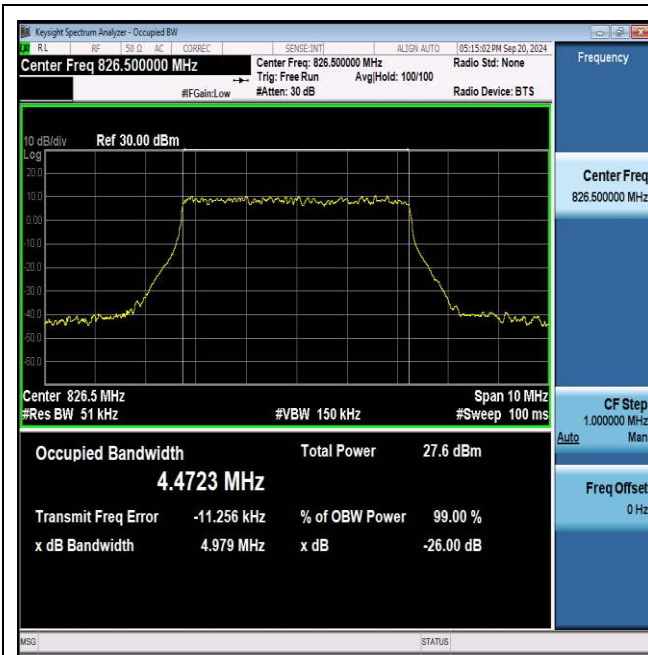 Keysight Spectrum Analyzer - Occupied BW
RL RF 50 Ω AC CORREC SENSE:INT ALIGN AUTO 05:15:02 PM Sep 20, 2024
Center Freq 826.500000 MHz
Center Freq: 826.500000 MHz Radio Std: None
Trig: Free Run Avg|Hold: 100/100
#IFGain:Low #Atten: 30 dB Radio Device: BTS
Frequency
10 dB/div Ref 30.00 dBm
Log
20.0
10.0
0.00
-10.0
-20.0
-30.0
-40.0
-50.0
-60.0
Center 826.5 MHz Span 10 MHz
#Res BW 51 kHz #VBW 150 kHz #Sweep 100 ms
Center Freq
826.500000 MHz
CF Step
1.000000 MHz
Auto Man
Freq Offset
0 Hz
Occupied Bandwidth Total Power 27.6 dBm
4.4723 MHz
Transmit Freq Error -11.256 kHz % of OBW Power 99.00 %
x dB Bandwidth 4.979 MHz x dB -26.00 dB
MSG STATUS